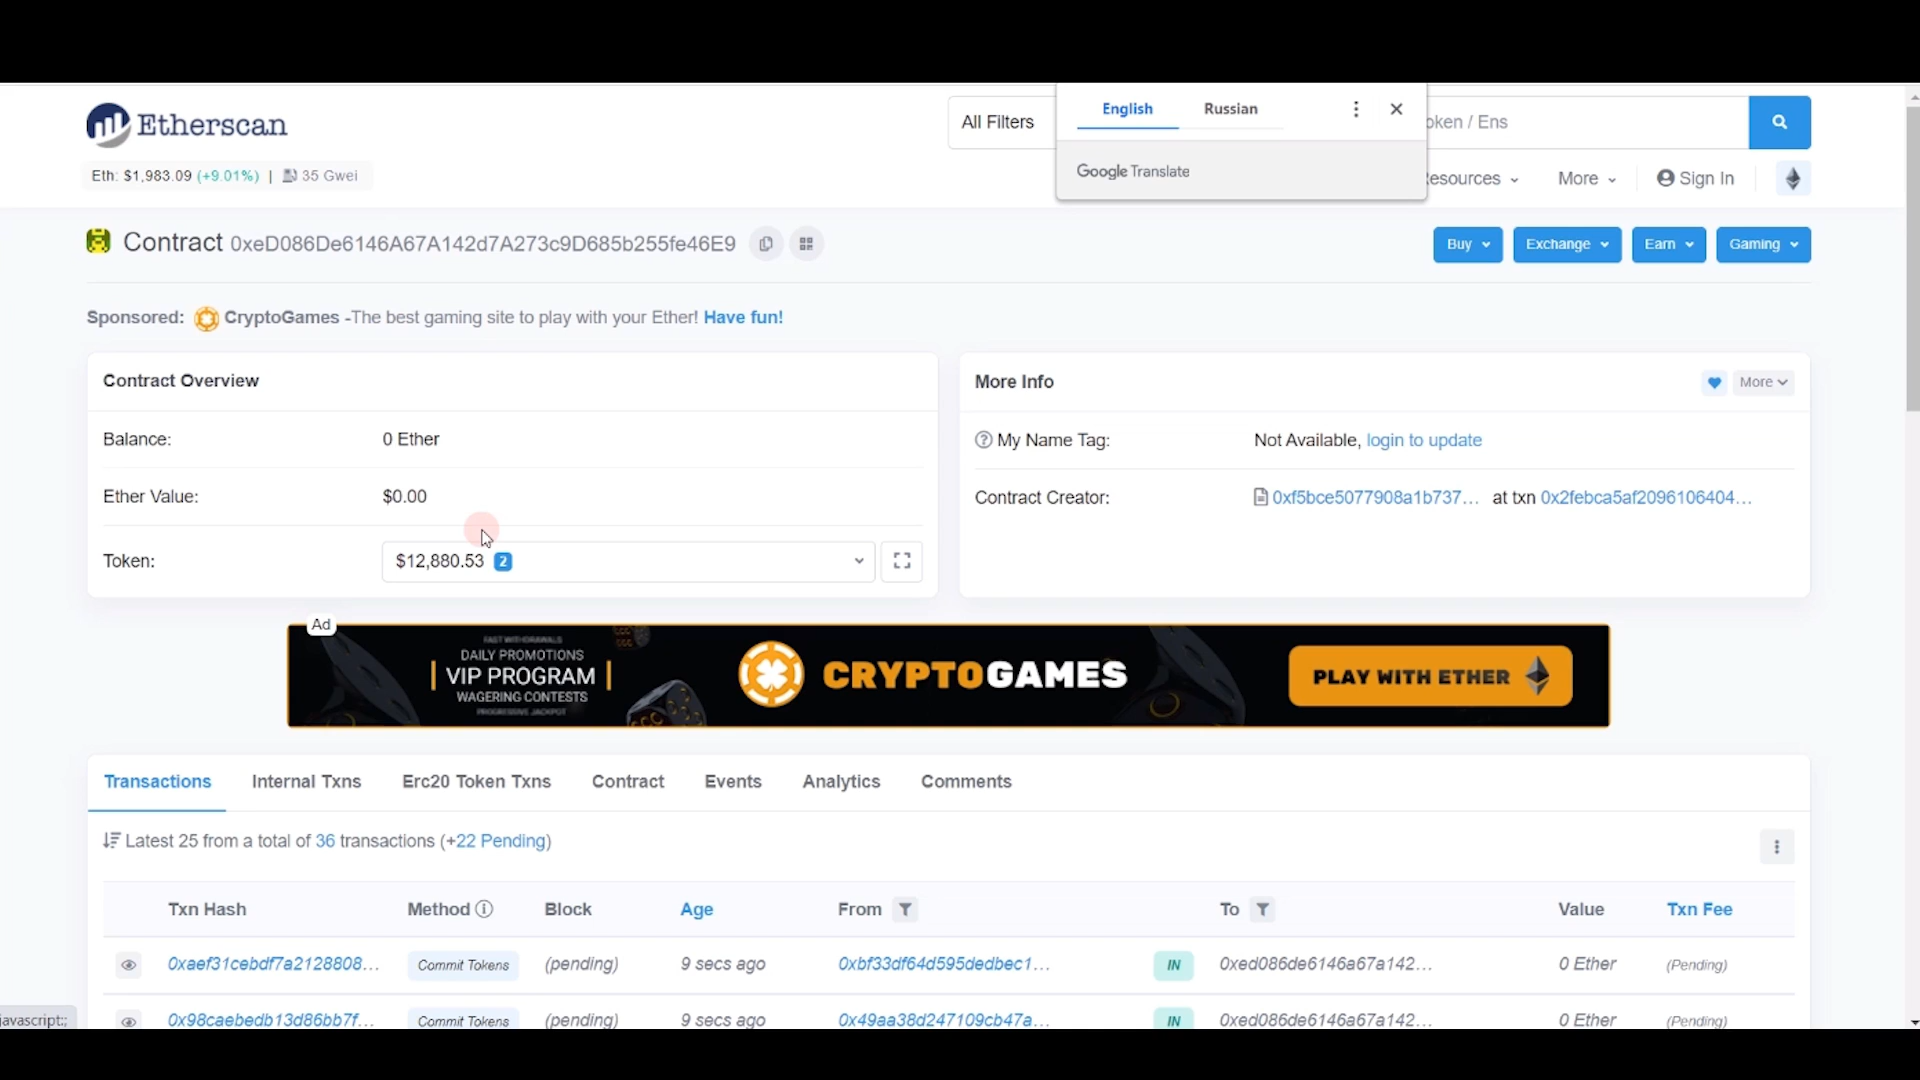 Etherscan
All Filters
English
Russian
oken / Ens
Google Translate
Eth: $1,983.09 (+9.01%) | 35 Gwei
esources
More
Sign In
Contract 0xeD086De6146A67A142d7A273c9D685b255fe46E9
Buy
Exchange
Earn
Gaming
Sponsored: CryptoGames -The best gaming site to play with your Ether! Have fun!
Contract Overview
Balance: 0 Ether
Ether Value: $0.00
Token: $12,880.53 2
More Info
More
My Name Tag: Not Available, login to update
Contract Creator: 0xf5bce5077908a1b737... at txn 0x2febca5af2096106404...
Ad
FAST WITHDRAWALS
DAILY PROMOTIONS
VIP PROGRAM
WAGERING CONTESTS
PROGRESSIVE JACKPOT
CRYPTOGAMES
PLAY WITH ETHER
Transactions
Internal Txns
Erc20 Token Txns
Contract
Events
Analytics
Comments
Latest 25 from a total of 36 transactions (+22 Pending)
Txn Hash Method Block Age From To Value Txn Fee
0xaef31cebdf7a2128808... Commit Tokens (pending) 9 secs ago 0xbf33df64d595dedbec1... IN 0xed086de6146a67a142... 0 Ether (Pending)
0x98caebedb13d86bb7f... Commit Tokens (pending) 9 secs ago 0x49aa38d247109cb47a... IN 0xed086de6146a67a142... 0 Ether (Pending)
javascript:;